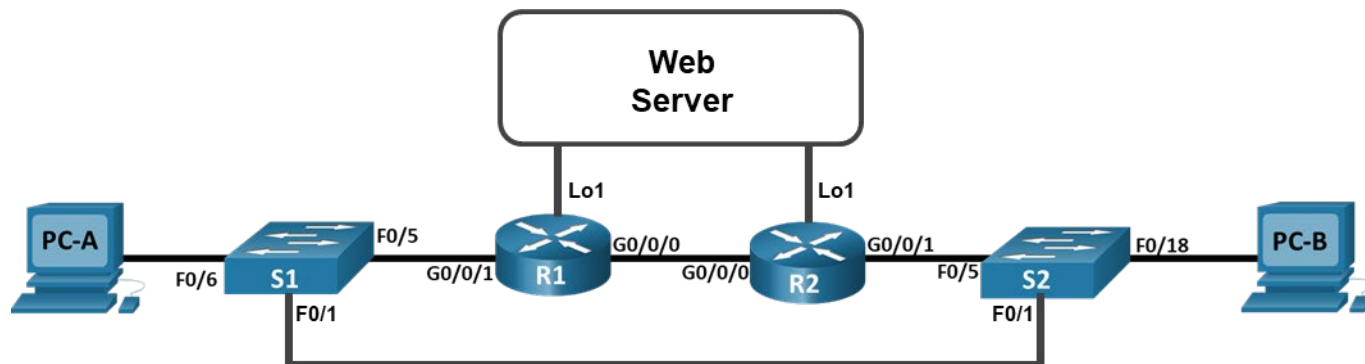 Web
Server
Lo1
Lo1
PC-A
F0/6
S1
F0/5
F0/1
G0/0/1
R1
G0/0/0
G0/0/0
R2
G0/0/1
F0/5
S2
F0/1
F0/18
PC-B